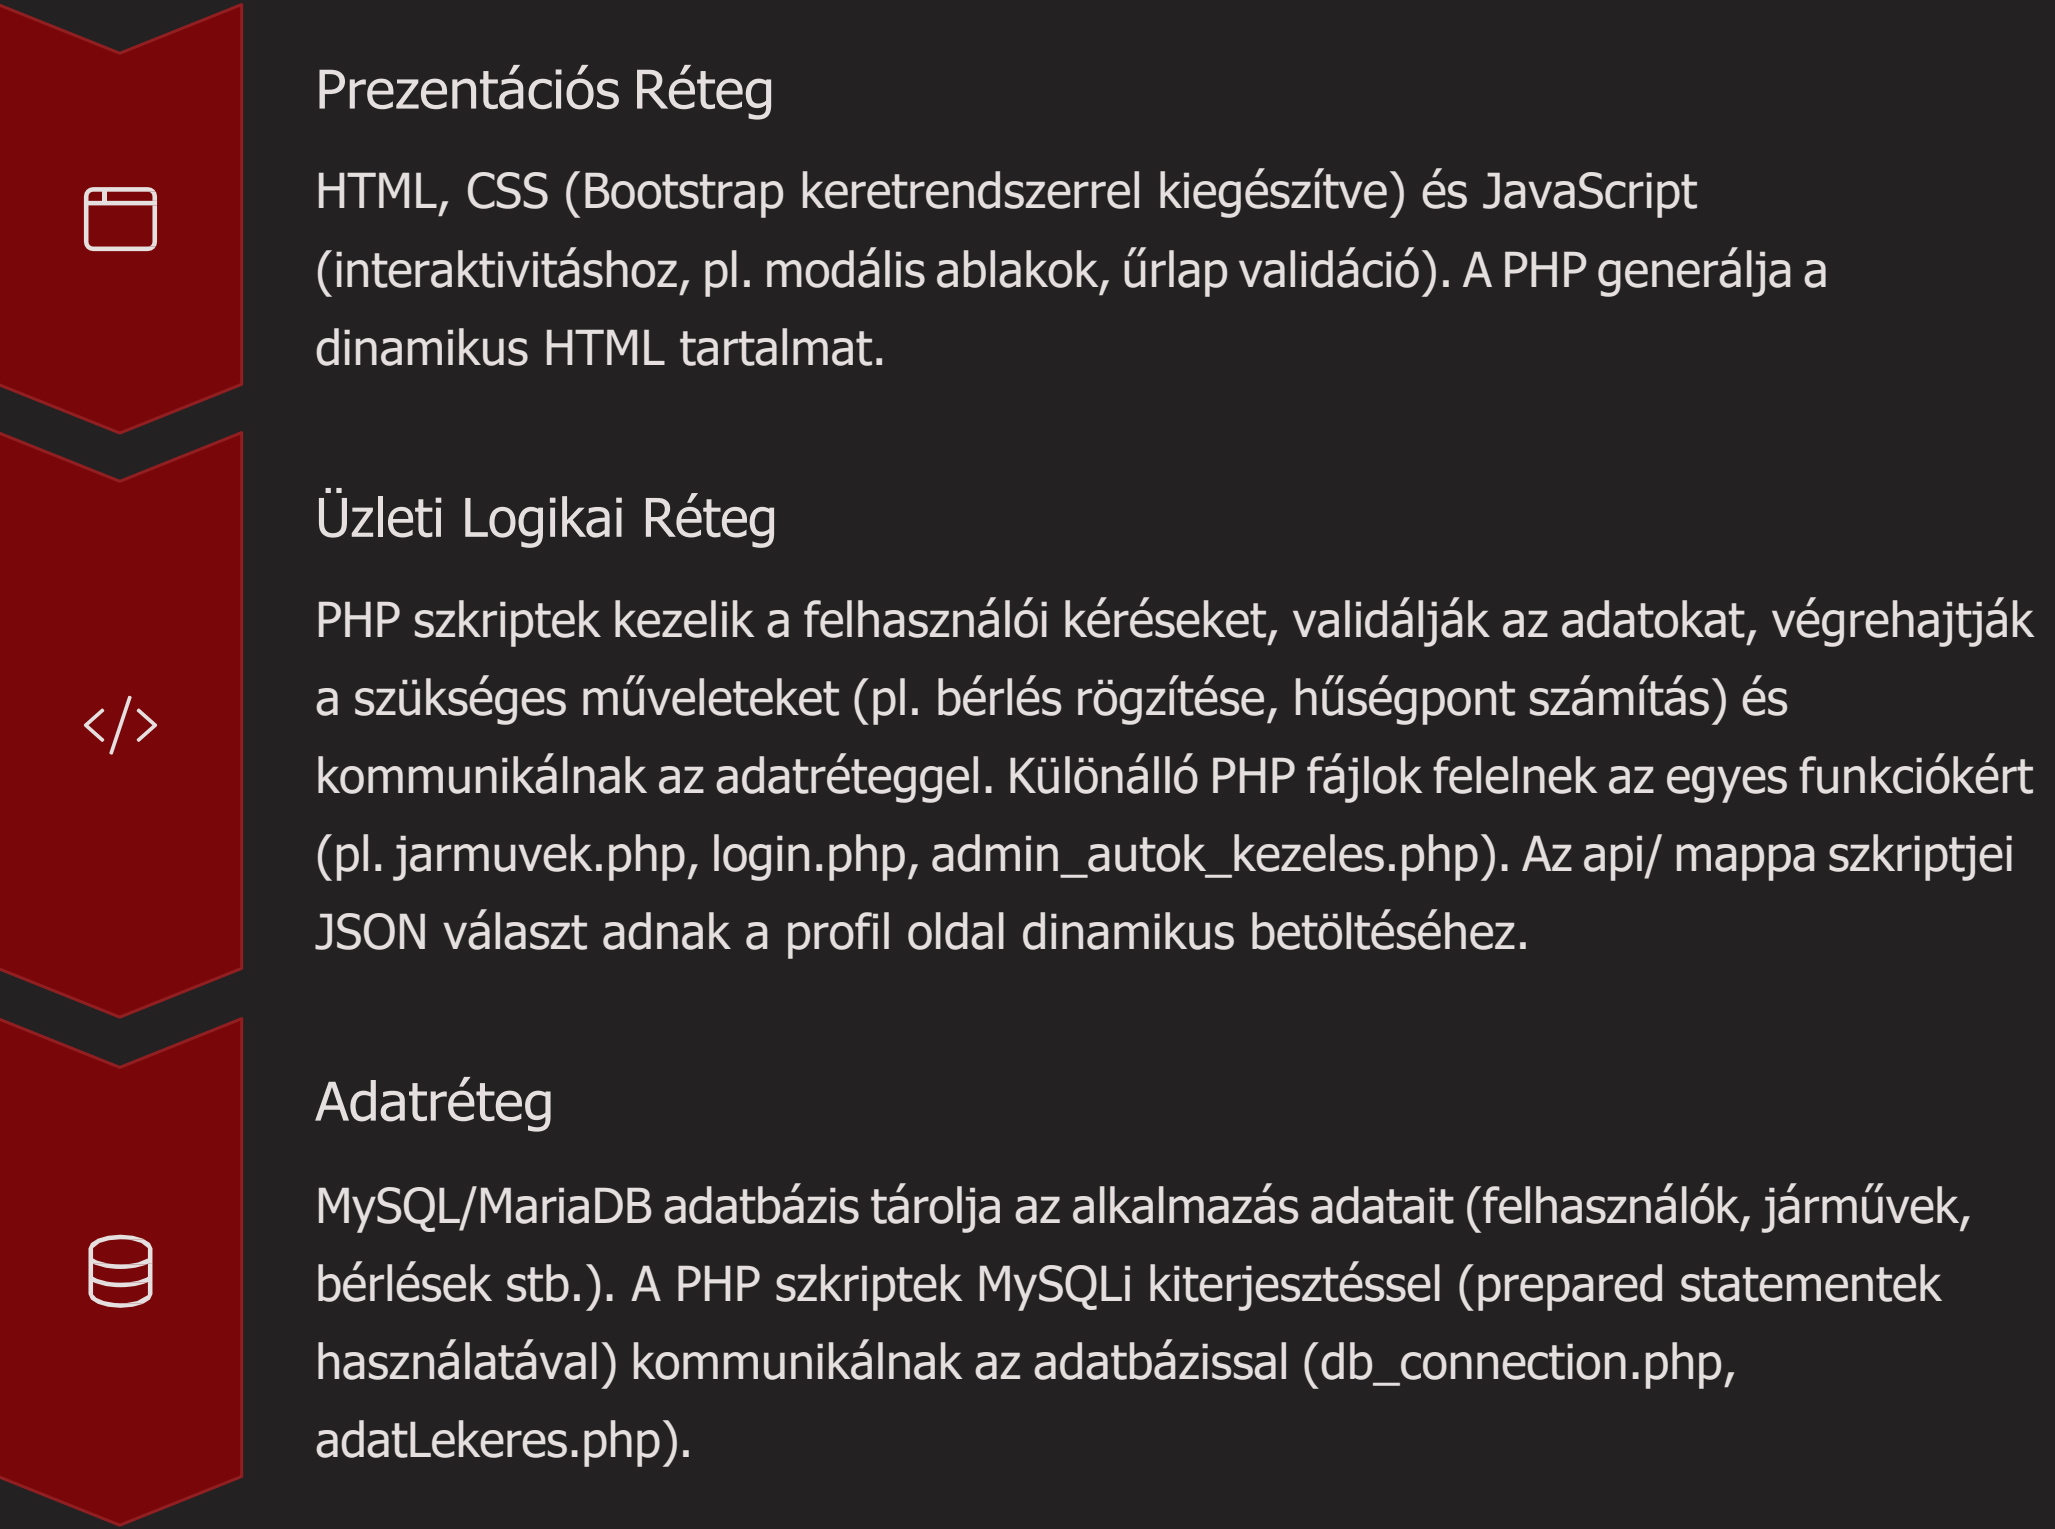 Prezentációs Réteg
HTML, CSS (Bootstrap keretrendszerrel kiegészítve) és JavaScript
(interaktivitáshoz, pl. modális ablakok, űrlap validáció). A PHP generálja a
dinamikus HTML tartalmat.
Üzleti Logikai Réteg
PHP szkriptek kezelik a felhasználói kéréseket, validálják az adatokat, végrehajtják
a szükséges műveleteket (pl. bérlés rögzítése, hűségpont számítás) és
kommunikálnak az adatréteggel. Különálló PHP fájlok felelnek az egyes funkciókért
(pl. jarmuvek.php, login.php, admin_autok_kezeles.php). Az api/ mappa szkriptjei
JSON választ adnak a profil oldal dinamikus betöltéséhez.
Adatréteg
MySQL/MariaDB adatbázis tárolja az alkalmazás adatait (felhasználók, járművek,
bérlések stb.). A PHP szkriptek MySQLi kiterjesztéssel (prepared statementek
használatával) kommunikálnak az adatbázissal (db_connection.php,
adatLekeres.php).